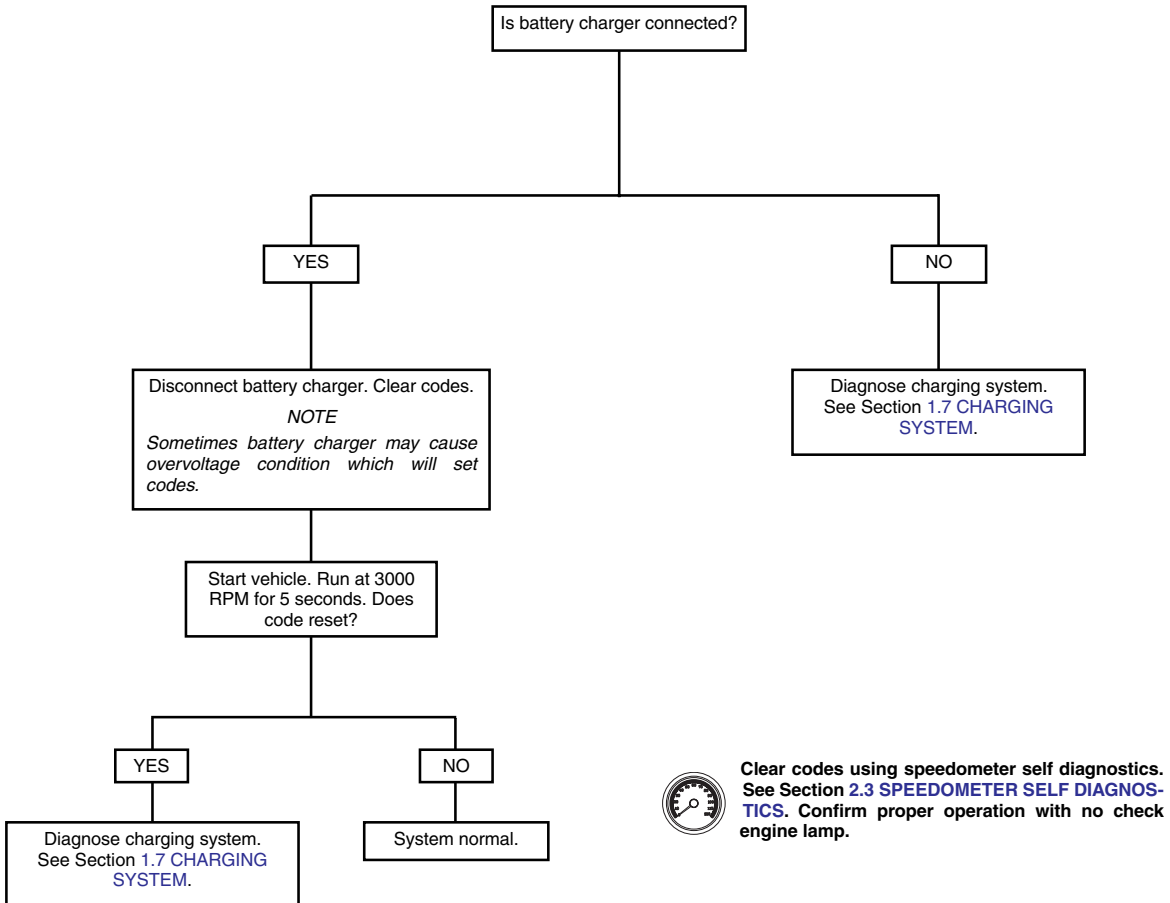 Is battery charger connected?
YES
NO
Disconnect battery charger. Clear codes.
NOTE
Sometimes battery charger may cause
overvoltage condition which will set
codes.
Diagnose charging system.
See Section 1.7 CHARGING
SYSTEM.
Start vehicle. Run at 3000
RPM for 5 seconds. Does
code reset?
YES
NO
Diagnose charging system.
See Section 1.7 CHARGING
SYSTEM.
System normal.
Clear codes using speedometer self diagnostics.
See Section 2.3 SPEEDOMETER SELF DIAGNOS-
TICS. Confirm proper operation with no check
engine lamp.